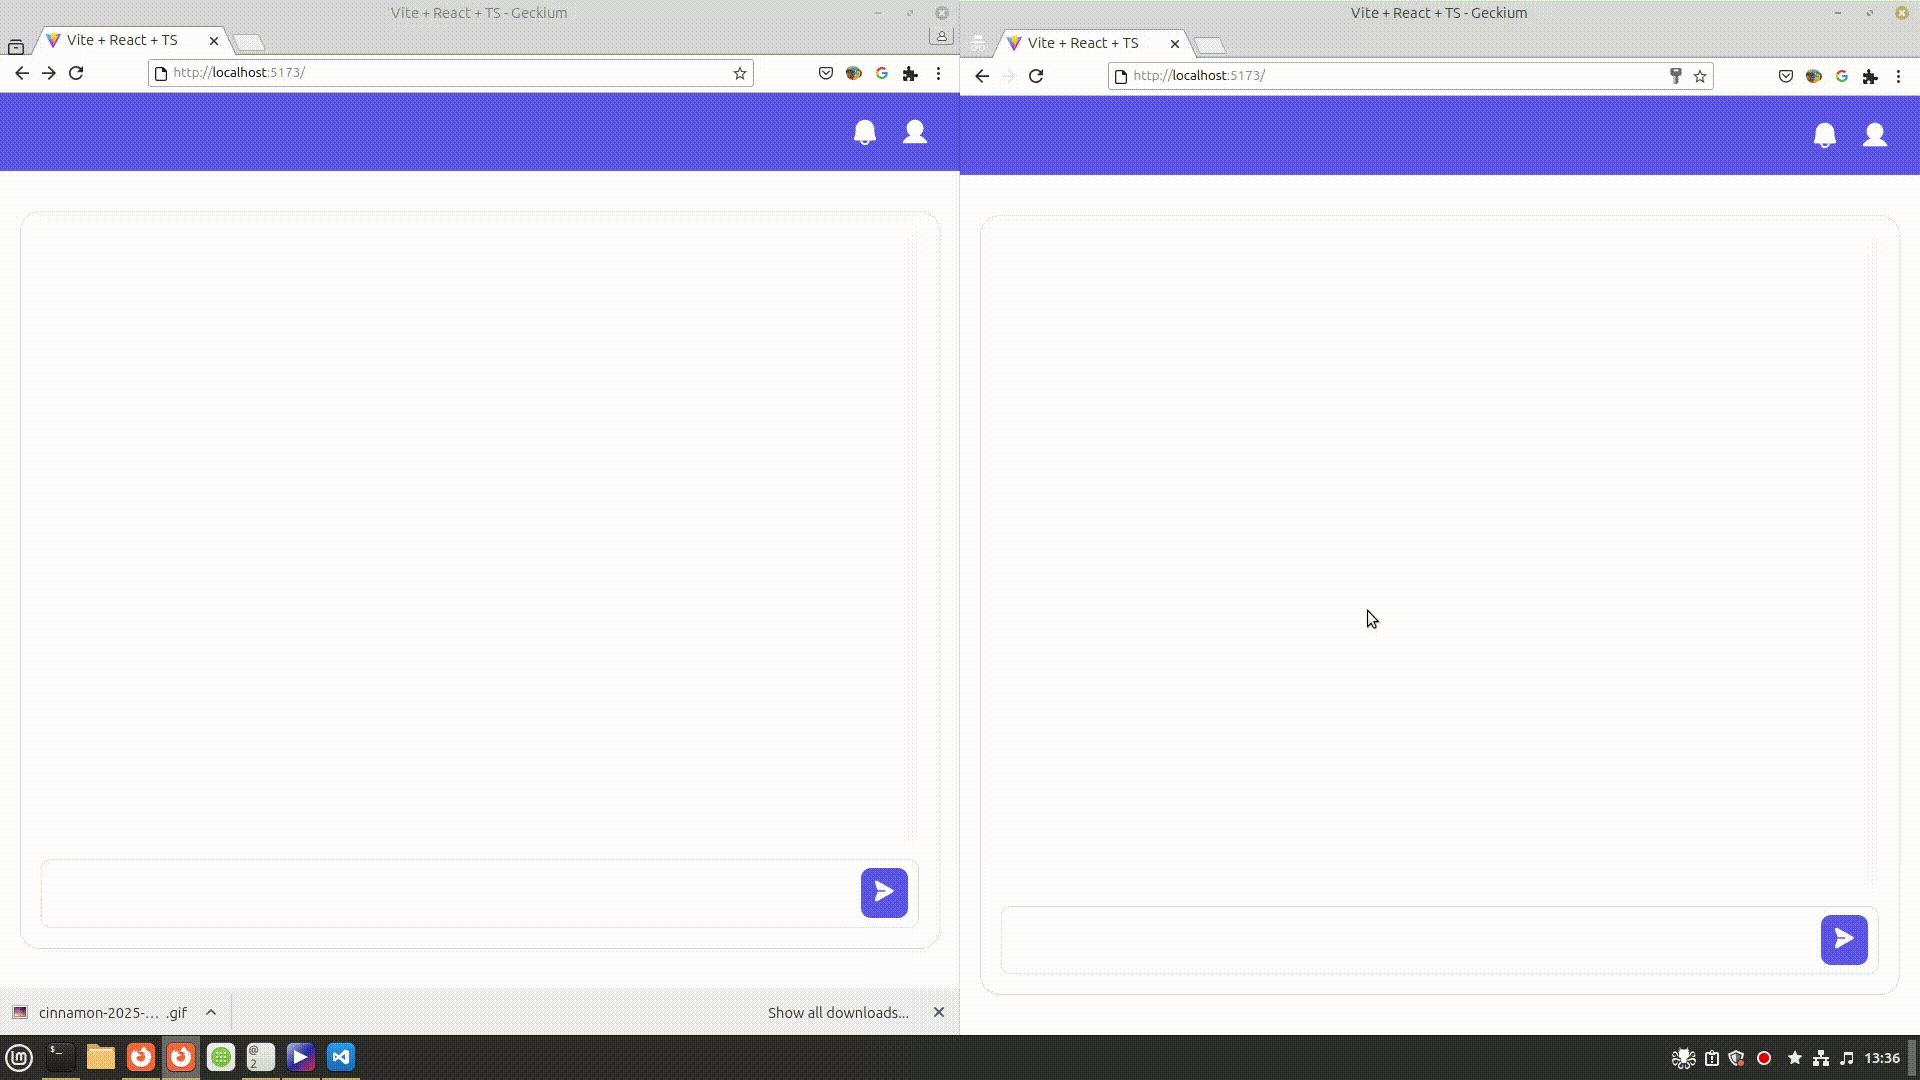 Vite + React + TS - Geckium
Vite + React + TS
http://localhost:5173/
Vite + React + TS - Geckium
Vite + React + TS
http://localhost:5173/
cinnamon-2025-... .gif
Show all downloads...
$_
@
2
13:36